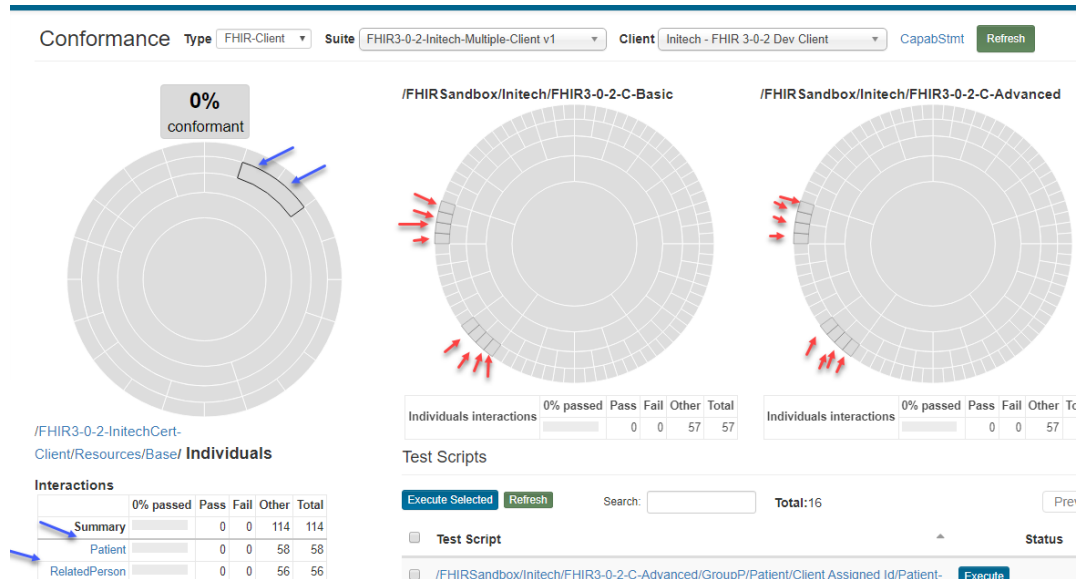 Conformance Type FHIR-Client Suite FHIR3-0-2-Initech-Multiple-Client v1 Client Initech - FHIR 3-0-2 Dev Client CapabStmt Refresh
0%
conformant
/FHIRSandbox/Initech/FHIR3-0-2-C-Basic
/FHIRSandbox/Initech/FHIR3-0-2-C-Advanced
Individuals interactions 0% passed Pass Fail Other Total
0 0 57 57
Individuals interactions 0% passed Pass Fail Other
0 0 57
/FHIR3-0-2-InitechCert-
Client/Resources/Base/ Individuals
Interactions
0% passed Pass Fail Other Total
Summary 0 0 114 114
Patient 0 0 58 58
RelatedPerson 0 0 56 56
Test Scripts
Execute Selected Refresh Search: Total:16
Test Script Status
/FHIRSandbox/Initech/FHIR3-0-2-C-Advanced/GroupP/Patient/Client Assigned Id/Patient- Execute